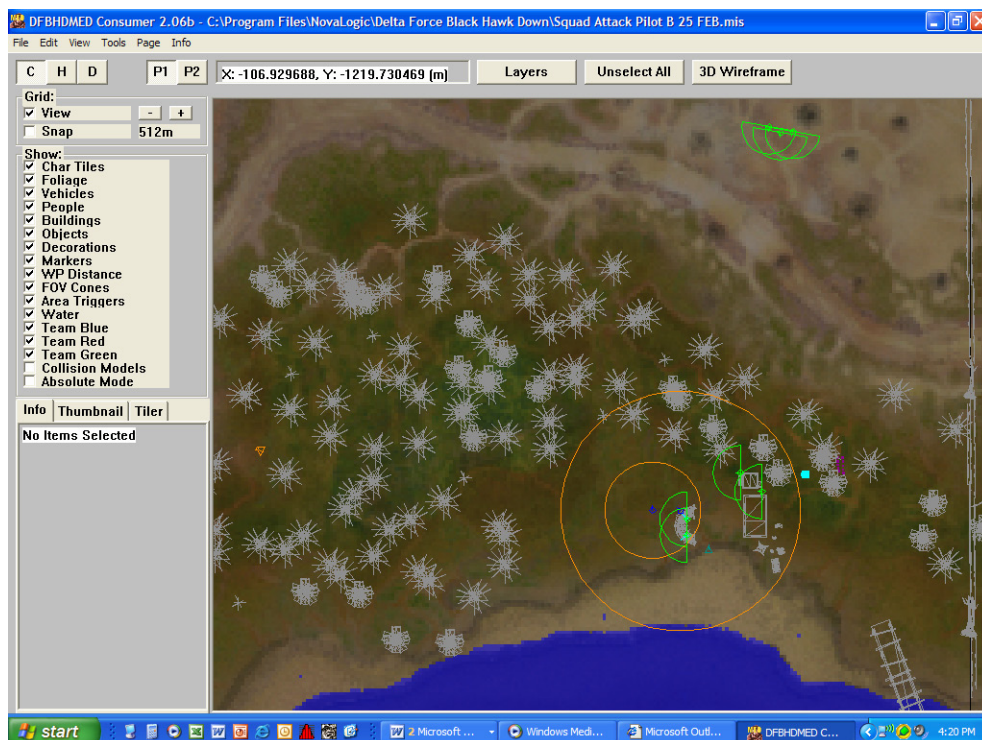 DFBHDMED Consumer 2.06b - C:\Program Files\NovaLogic\Delta Force Black Hawk Down\Squad Attack Pilot B 25 FEB.mis
File Edit View Tools Page Info
C H D P1 P2 X: -106.929688, Y: -1219.730469 (m) Layers Unselect All 3D Wireframe
Grid:
View - +
Snap 512m
Show:
Char Tiles
Foliage
Vehicles
People
Buildings
Objects
Decorations
Markers
WP Distance
FOV Cones
Area Triggers
Water
Team Blue
Team Red
Team Green
Collision Models
Absolute Mode
Info Thumbnail Tiler
No Items Selected
start 2 Microsoft ... Windows Medi... Microsoft Outl... DFBHDMED C... 4:20 PM